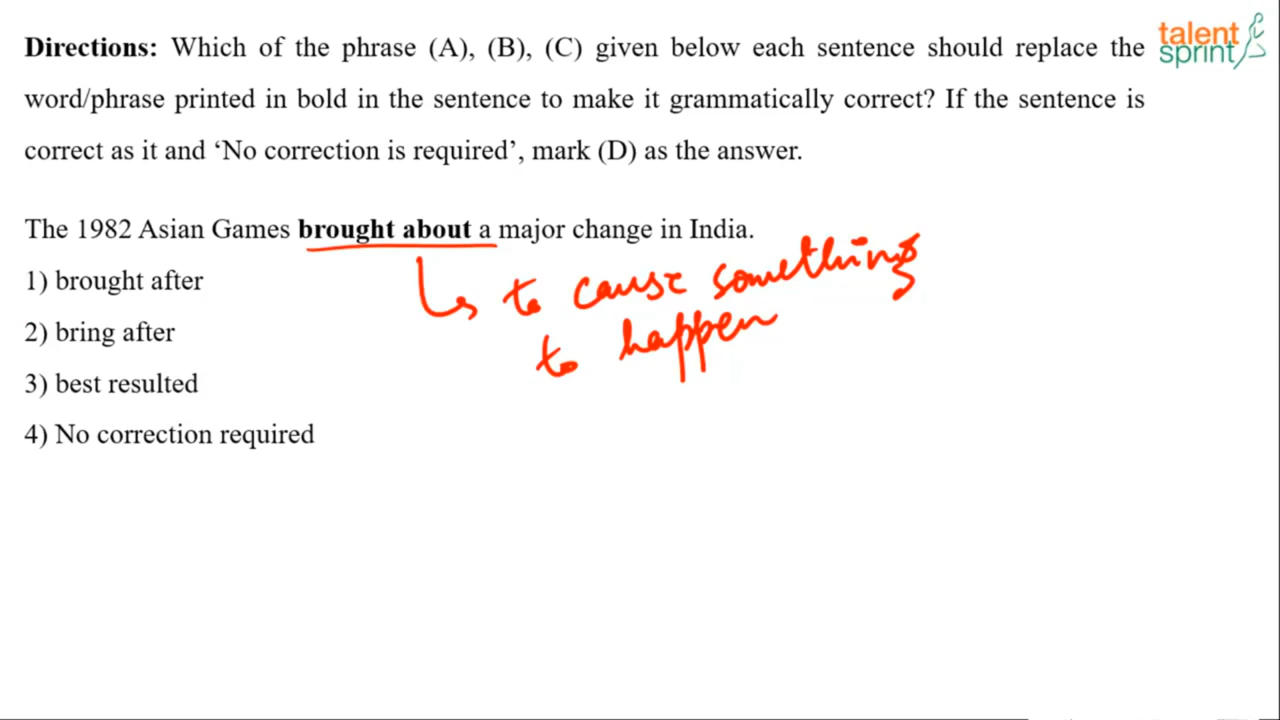 talent
sprint
Directions: Which of the phrase (A), (B), (C) given below each sentence should replace the
word/phrase printed in bold in the sentence to make it grammatically correct? If the sentence is
correct as it and ‘No correction is required’, mark (D) as the answer.
The 1982 Asian Games brought about a major change in India.
1) brought after
2) bring after
3) best resulted
4) No correction required
to cause something
to happen